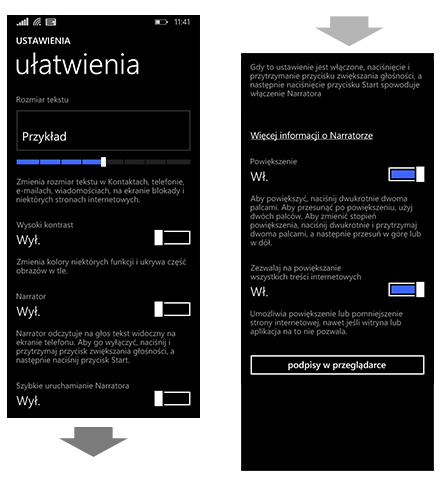 11:41
USTAWIENIA
ułatwienia
Rozmiar tekstu
Przykład
Zmienia rozmiar tekstu w Kontaktach, telefonie,
e-mailach, wiadomościach, na ekranie blokady i
niektórych stronach internetowych.
Wysoki kontrast
Wył.
Zmienia kolory niektórych funkcji i ukrywa część
obrazów w tle.
Narrator
Wył.
Narrator odczytuje na głos tekst widoczny na
ekranie telefonu. Aby go wyłączyć, naciśnij i
przytrzymaj przycisk zwiększania głośności, a
następnie naciśnij przycisk Start.
Szybkie uruchamianie Narratora
Wył.
Gdy to ustawienie jest włączone, naciśnięcie i
przytrzymanie przycisku zwiększania głośności, a
następnie naciśnięcie przycisku Start spowoduje
włączenie Narratora
Więcej informacji o Narratorze
Powiększenie
Wł.
Aby powiększyć, naciśnij dwukrotnie dwoma
palcami. Aby przesunąć po powiększeniu, użyj
dwóch palców. Aby zmienić stopień
powiększenia, naciśnij dwukrotnie i przytrzymaj
dwoma palcami, a następnie przesuń w górę lub
w dół.
Zezwalaj na powiększanie
wszystkich treści internetowych
Wł.
Umożliwia powiększenie lub pomniejszenie
strony internetowej, nawet jeśli witryna lub
aplikacja na to nie pozwala.
podpisy w przeglądarce